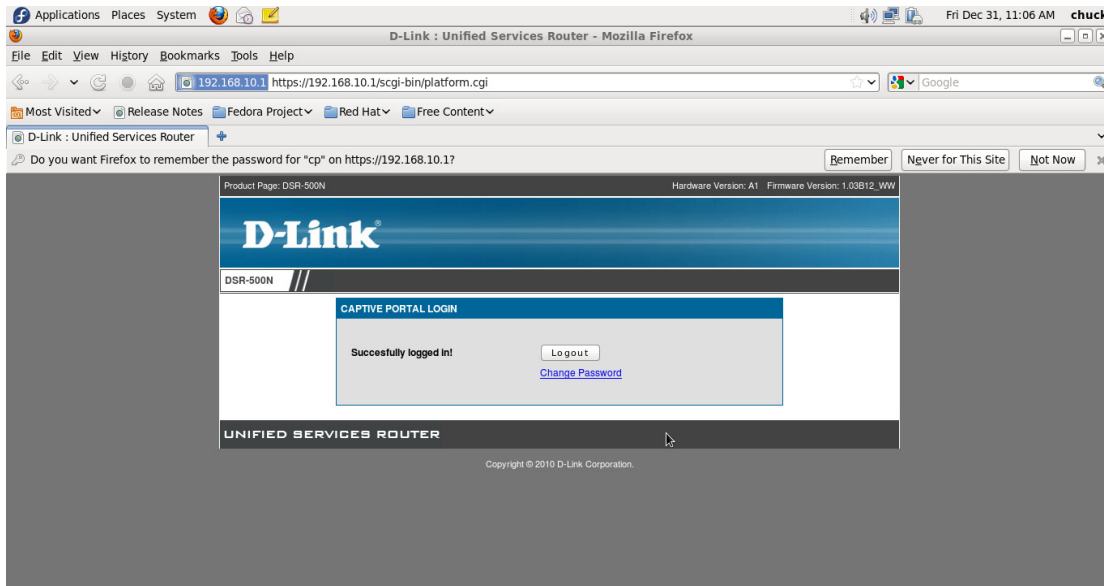 Applications Places System Fri Dec 31, 11:06 AM chuck
D-Link : Unified Services Router - Mozilla Firefox
File Edit View History Bookmarks Tools Help
192.168.10.1 https://192.168.10.1/scgi-bin/platform.cgi Google
Most Visited Release Notes Fedora Project Red Hat Free Content
D-Link : Unified Services Router
Do you want Firefox to remember the password for "cp" on https://192.168.10.1? Remember Never for This Site Not Now
Product Page: DSR-500N Hardware Version: A1 Firmware Version: 1.03B12_WW
D-Link®
DSR-500N
CAPTIVE PORTAL LOGIN
Succesfully logged in! Logout
Change Password
UNIFIED SERVICES ROUTER
Copyright © 2010 D-Link Corporation.